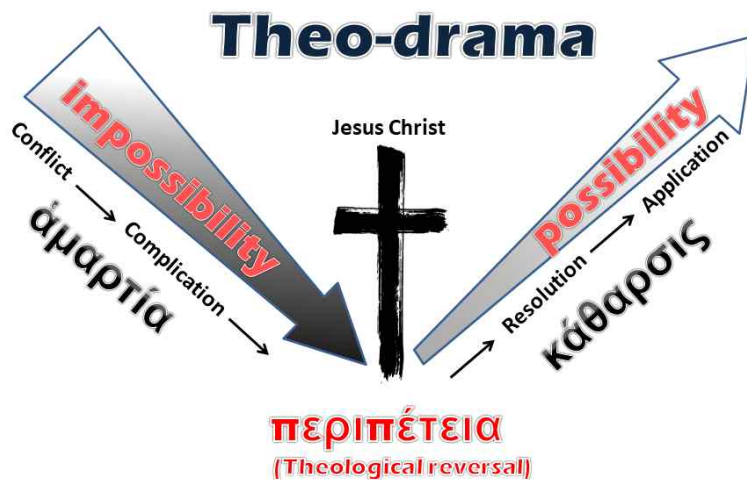 Theo-drama
impossibility
Conflict → Complication →
ἁμαρτία
Jesus Christ
possibility
→ Resolution → Application
κάθαρσις
περιπέτεια
(Theological reversal)